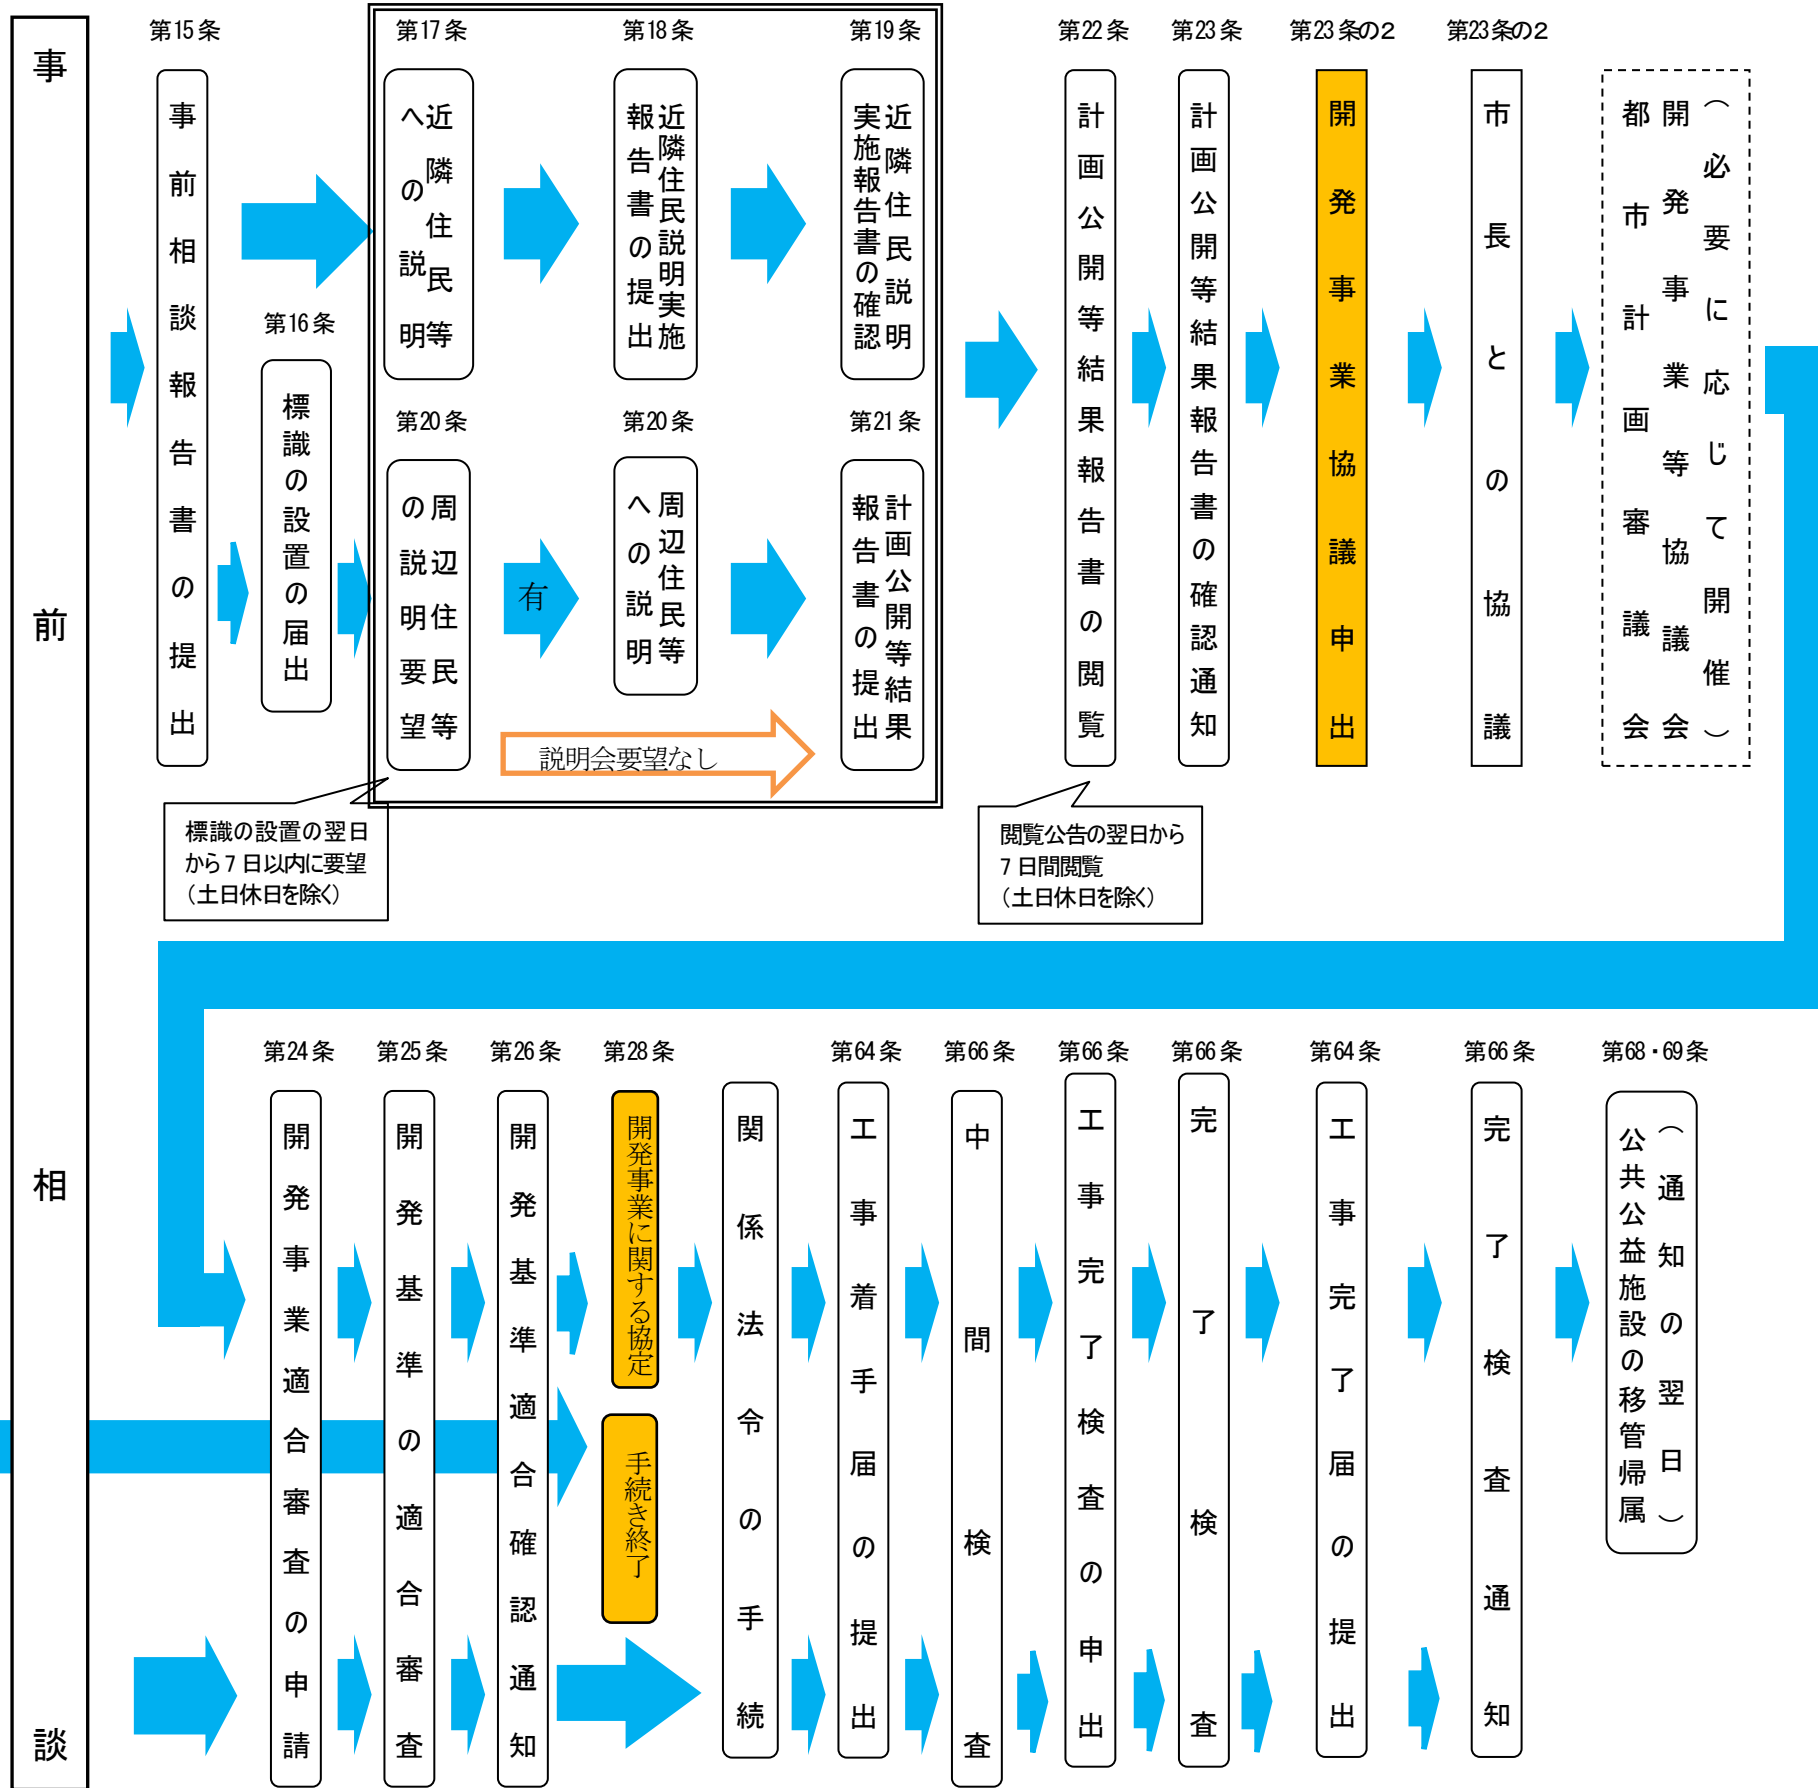 事前相談
第15条
事前相談報告書の提出
第16条
標識の設置の届出
第17条
近隣住民等
への説明
第18条
近隣住民説明実施
報告書の提出
第19条
近隣住民説明
実施報告書の確認
第20条
周辺住民等
の説明要望
有
第20条
周辺住民等
への説明
第21条
計画公開等結果
報告書の提出
説明会要望なし
標識の設置の翌日
から7日以内に要望
（土日休日を除く）
第22条
計画公開等結果報告書の閲覧
閲覧公告の翌日から
7日間閲覧
（土日休日を除く）
第23条
計画公開等結果報告書の確認通知
第23条の2
開発事業協議申出
第23条の2
市長との協議
（必要に応じて開催）
開発事業等協議会
都市計画審議会
第24条
開発事業適合審査の申請
第25条
開発基準の適合審査
第26条
開発基準適合確認通知
第28条
開発事業に関する協定
手続き終了
関係法令の手続
第64条
工事着手届の提出
第66条
中間検査
第66条
工事完了検査の申出
第66条
完了検査
第64条
工事完了届の提出
第66条
完了検査通知
第68・69条
（通知の翌日）
公共公益施設の移管帰属